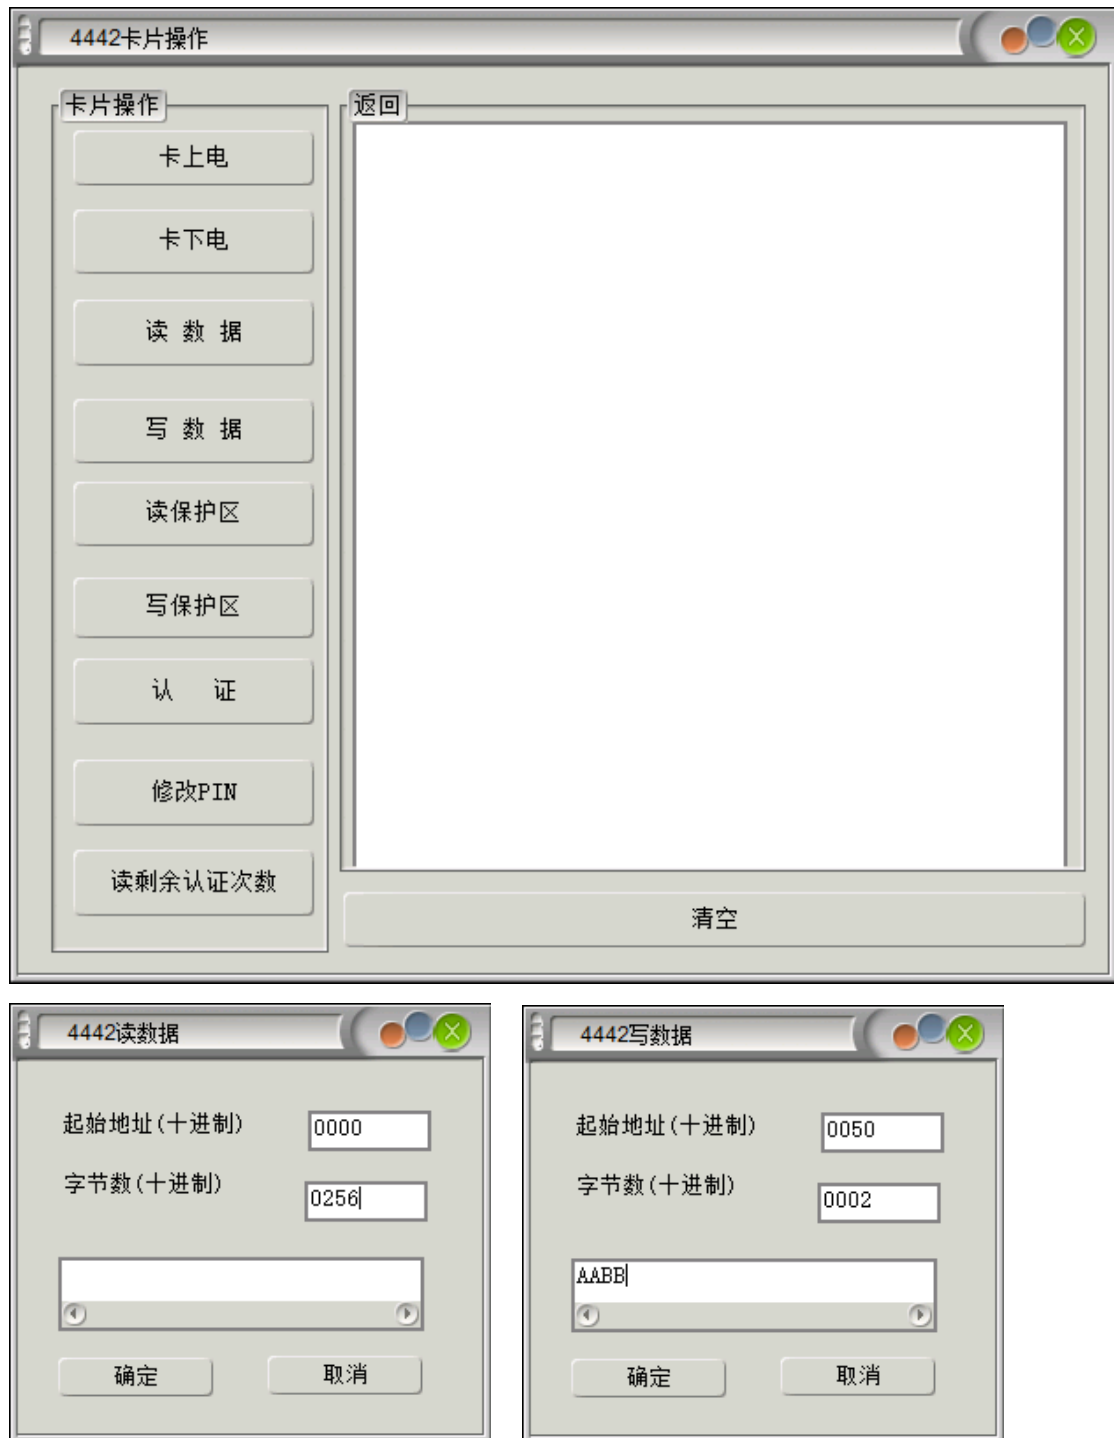 4442卡片操作
卡片操作
卡上电
卡下电
读 数 据
写 数 据
读保护区
写保护区
认 证
修改PIN
读剩余认证次数
返回
清空
4442读数据
起始地址(十进制) 0000
字节数(十进制) 0256
确定 取消
4442写数据
起始地址(十进制) 0050
字节数(十进制) 0002
AABB
确定 取消